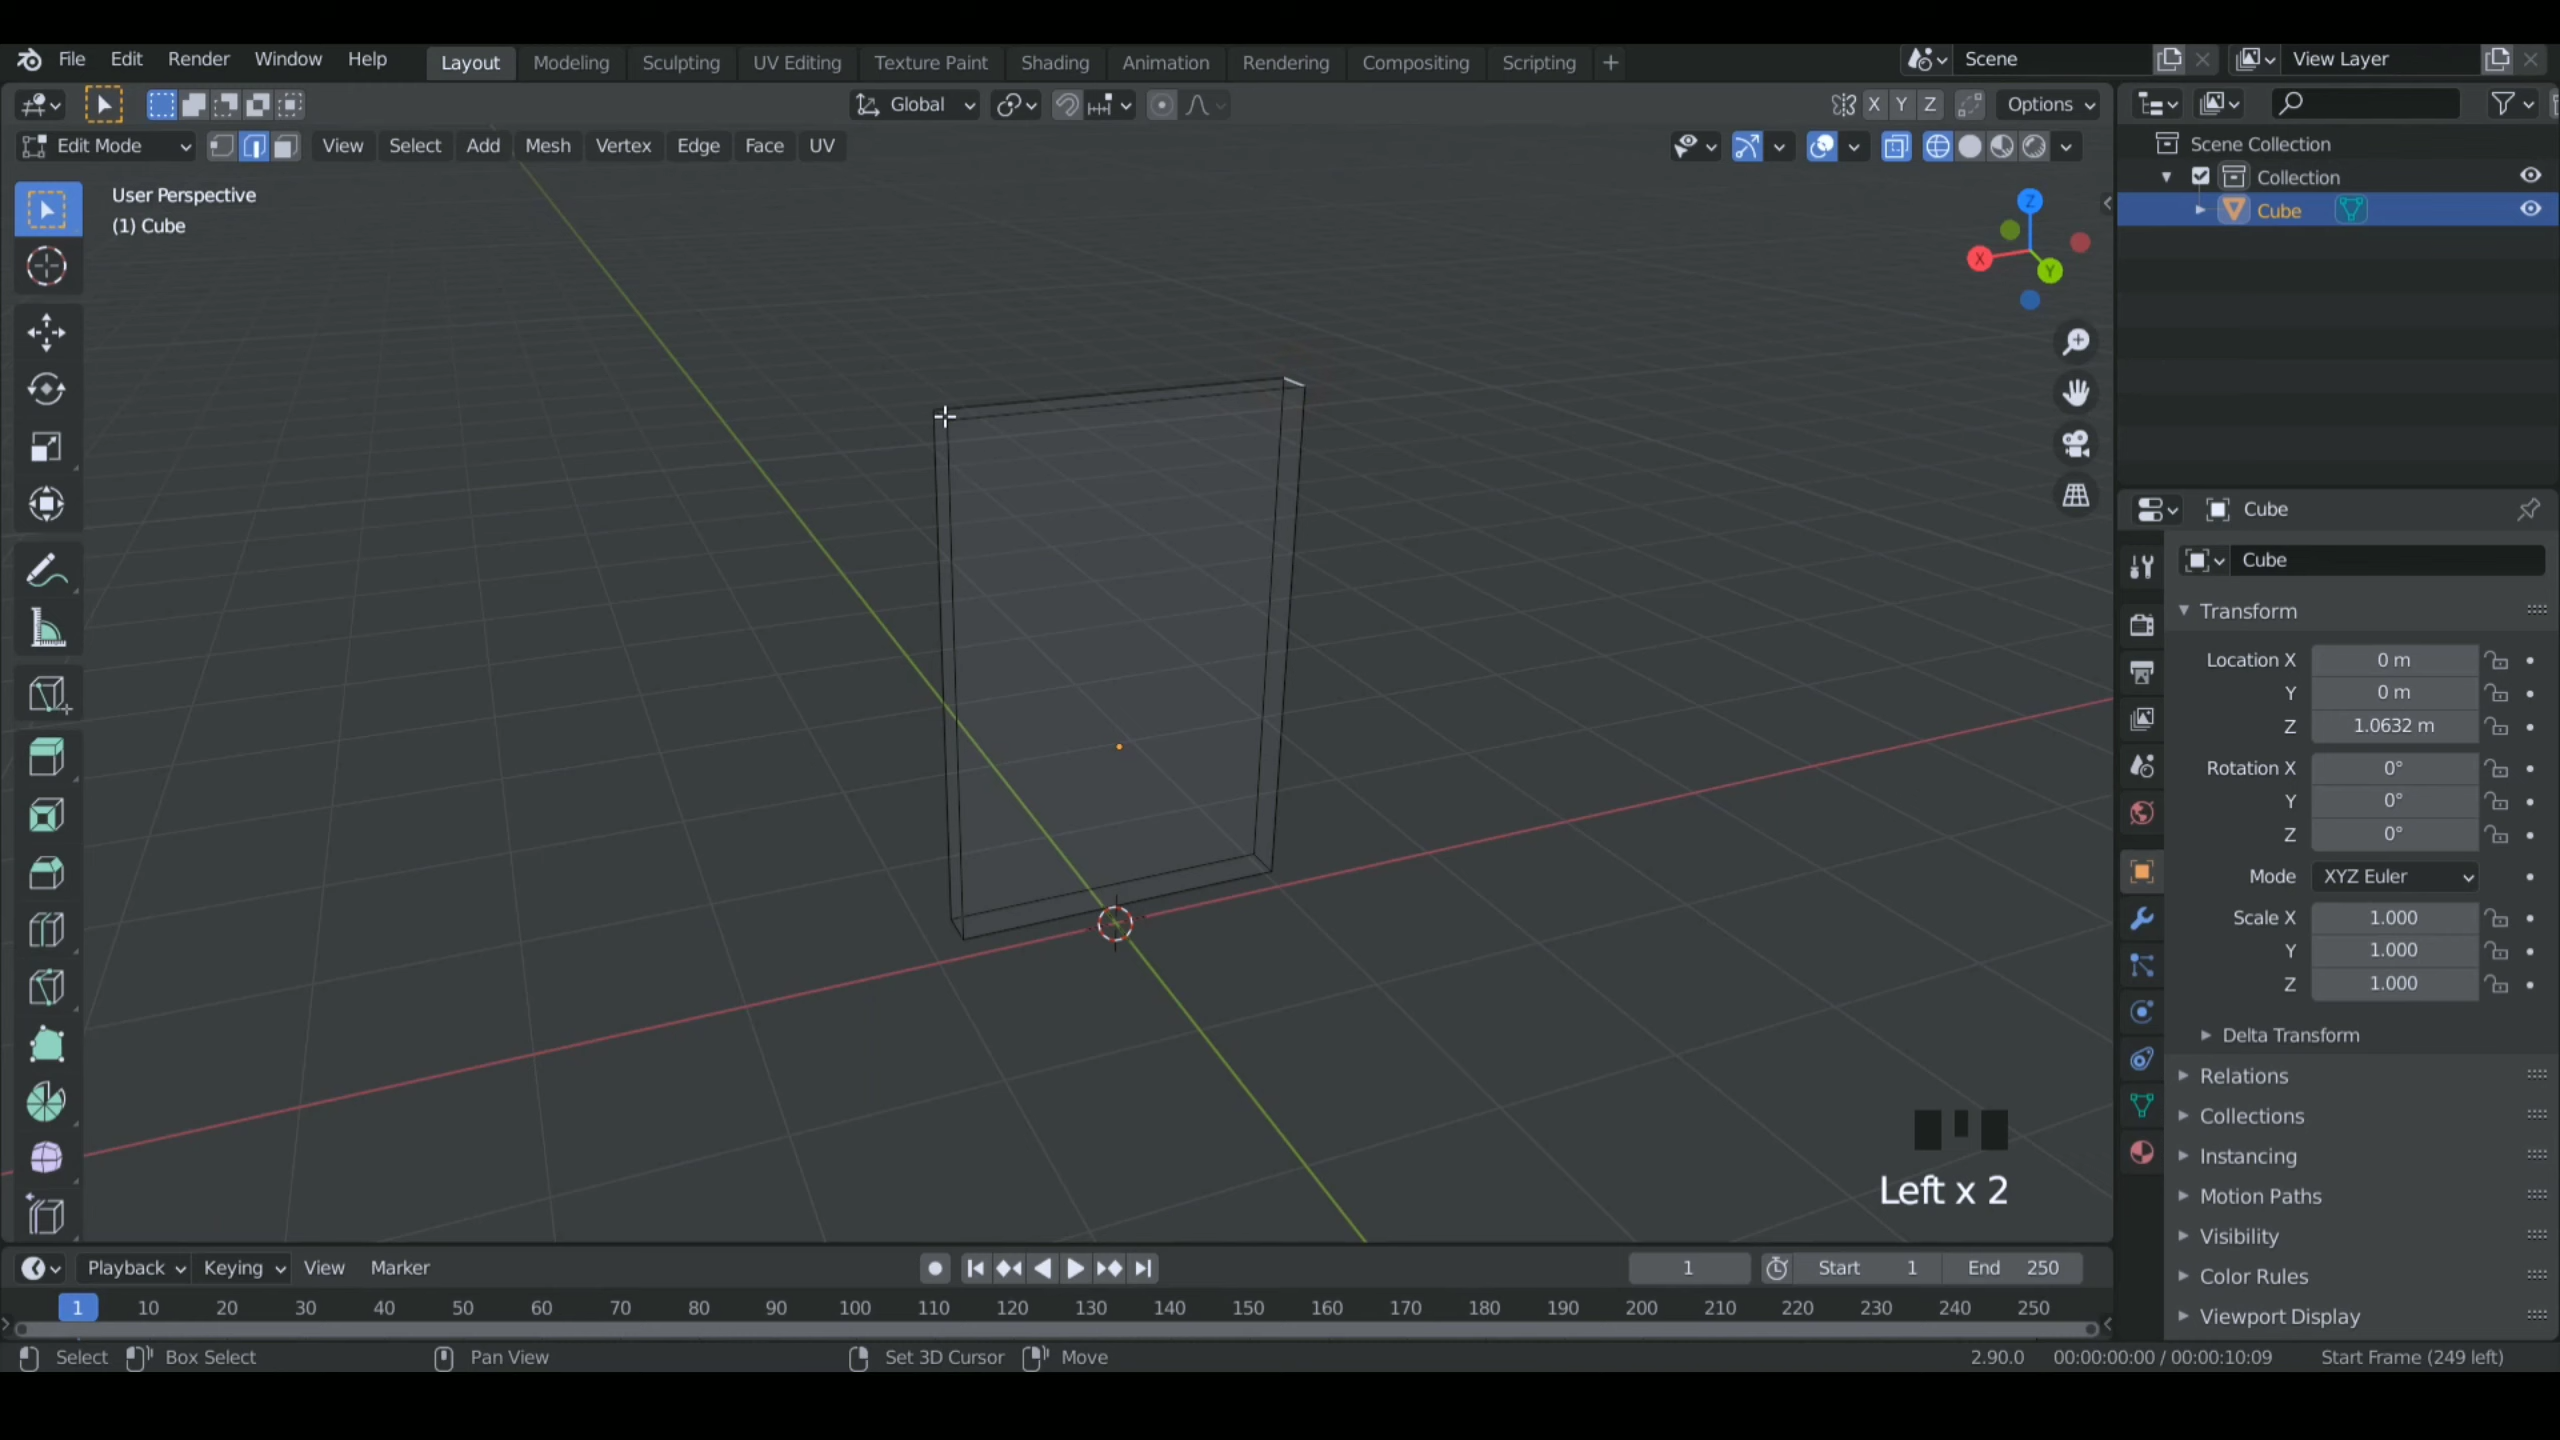 File Edit Render Window Help Layout Modeling Sculpting UV Editing Texture Paint Shading Animation Rendering Compositing Scripting + Scene View Layer
Global X Y Z Options
Edit Mode View Select Add Mesh Vertex Edge Face UV
User Perspective
(1) Cube
Z
X
Y
Scene Collection
Collection
Cube
Cube
Cube
Transform
Location X 0 m
Y 0 m
Z 1.0632 m
Rotation X 0°
Y 0°
Z 0°
Mode XYZ Euler
Scale X 1.000
Y 1.000
Z 1.000
Delta Transform
Relations
Collections
Instancing
Motion Paths
Visibility
Color Rules
Viewport Display
Left x 2
Playback Keying View Marker 1 Start 1 End 250
1 10 20 30 40 50 60 70 80 90 100 110 120 130 140 150 160 170 180 190 200 210 220 230 240 250
Select Box Select Pan View Set 3D Cursor Move 2.90.0 00:00:00:00 / 00:00:10:09 Start Frame (249 left)